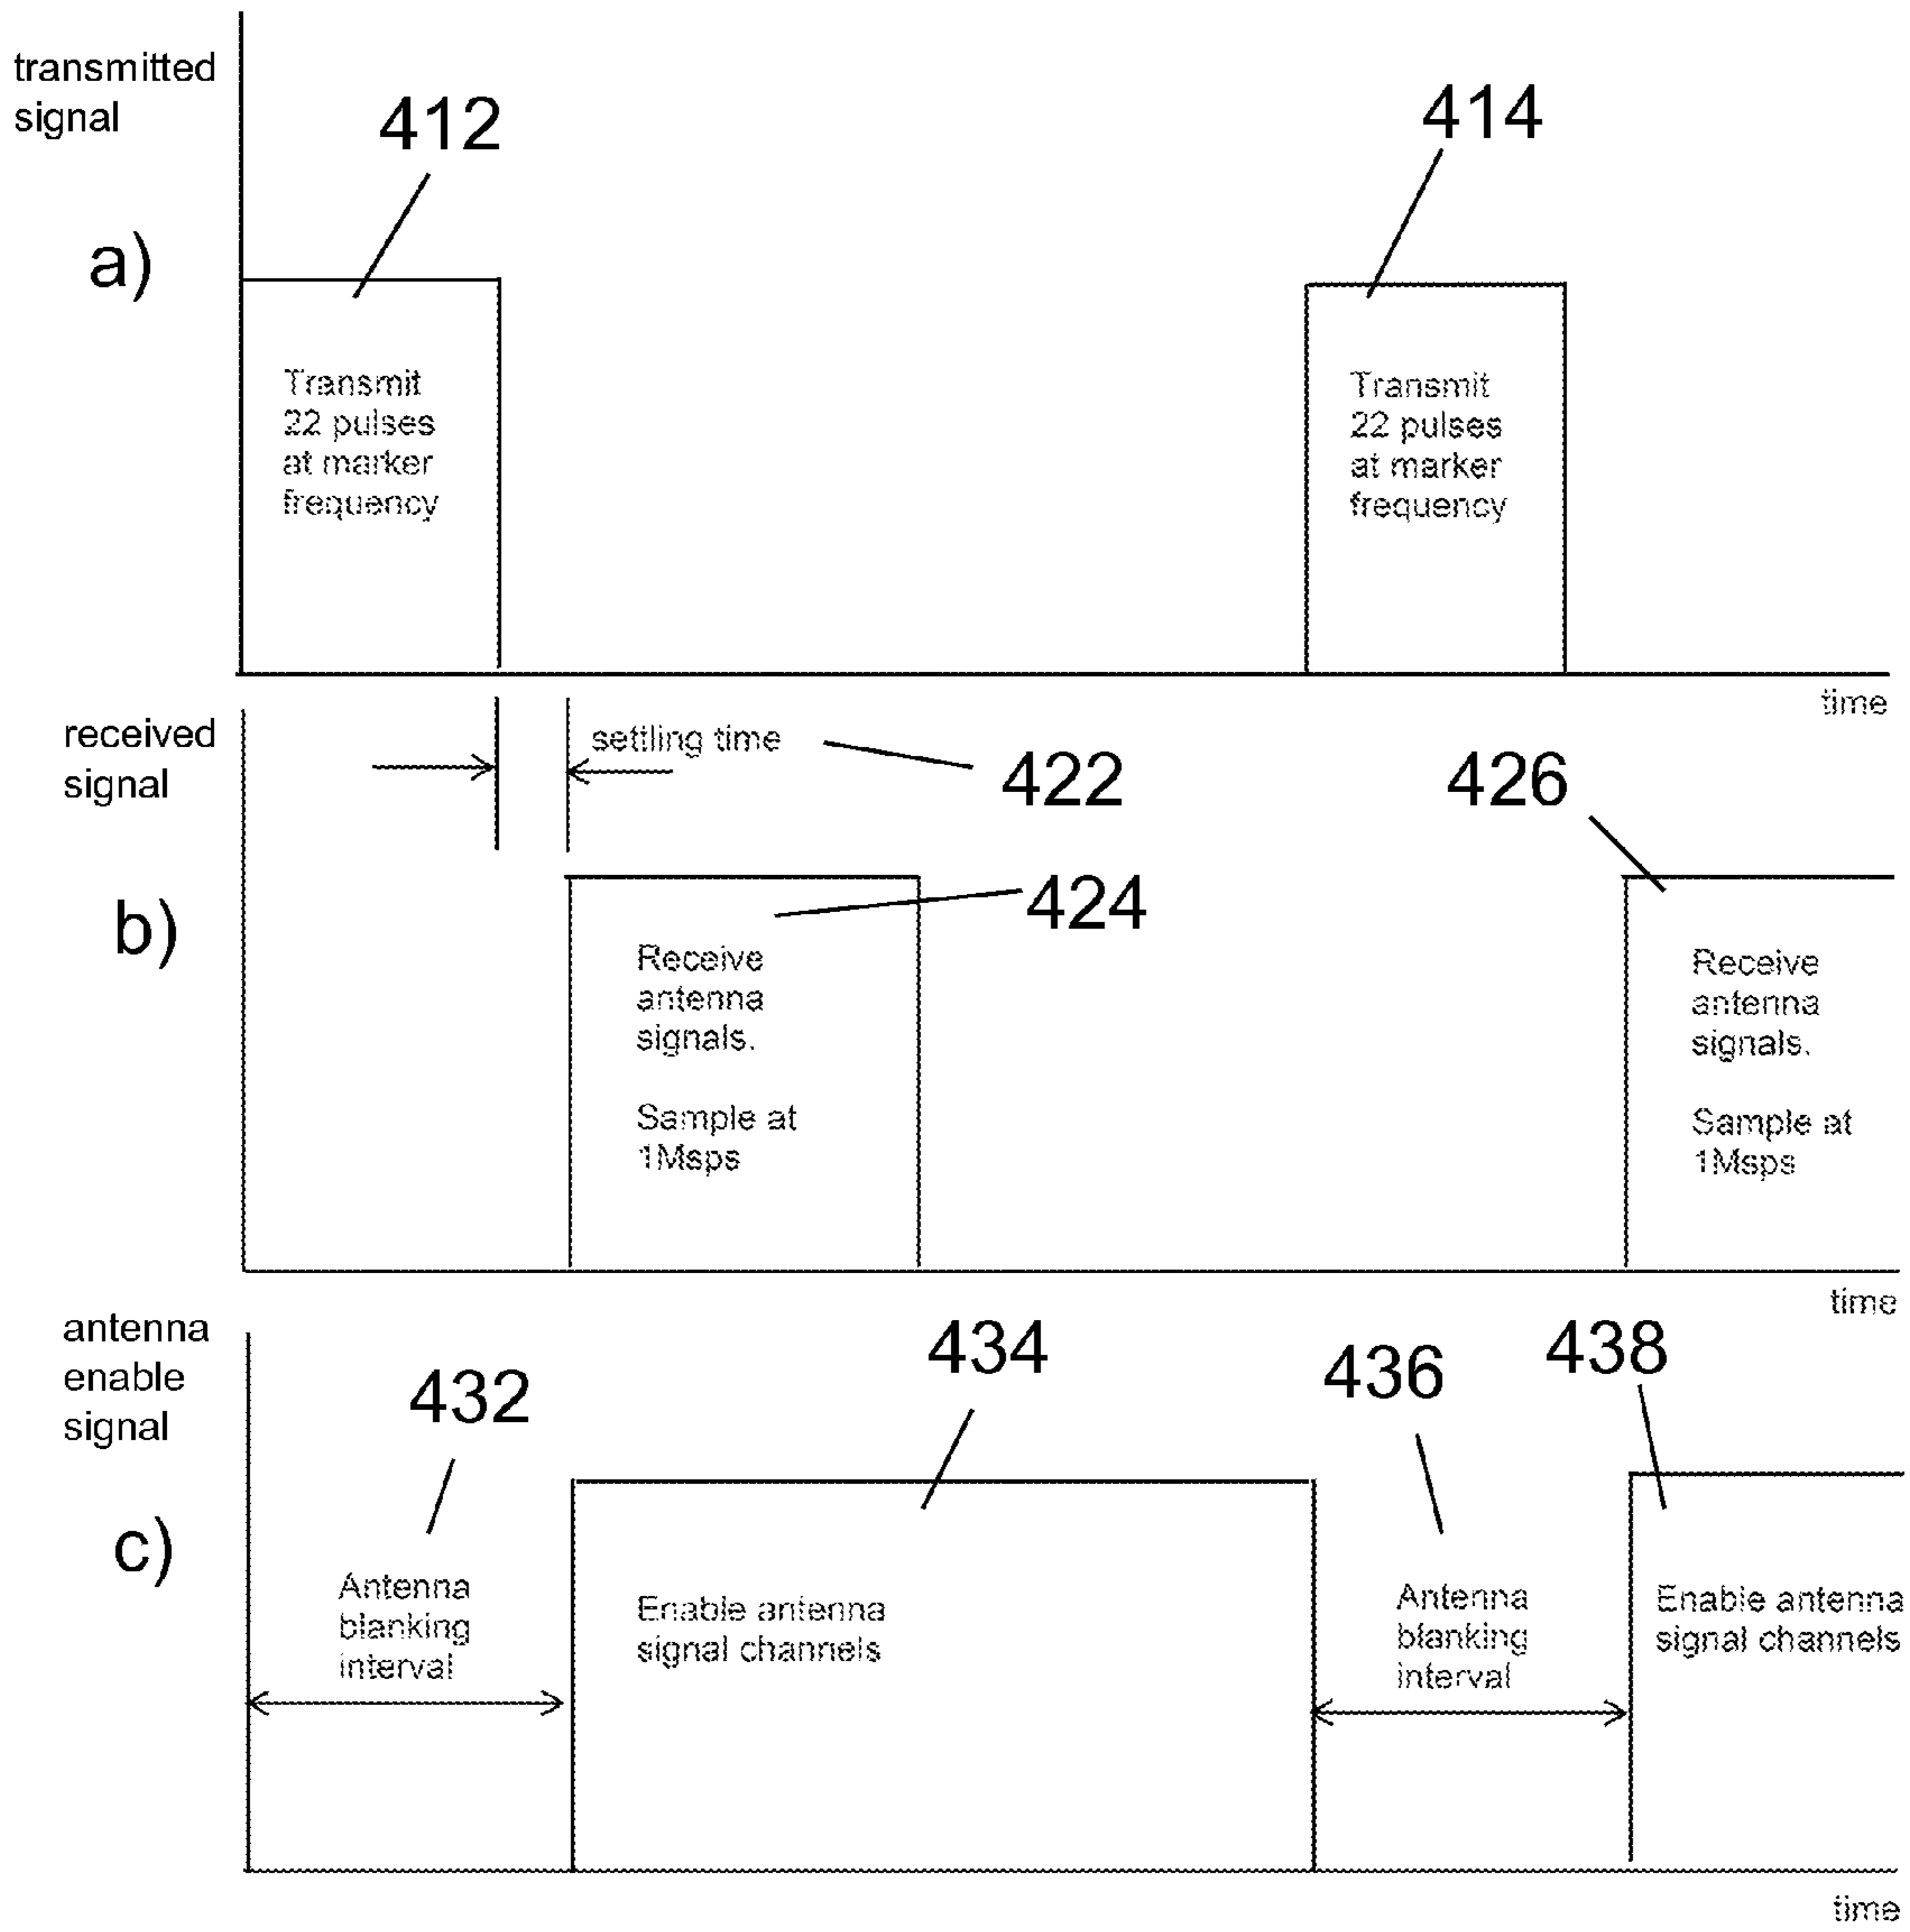 transmitted
signal
412
414
a)
Transmit
22 pulses
at marker
frequency
Transmit
22 pulses
at marker
frequency
time
received
signal
settling time
422
426
424
b)
Receive
antenna
signals.
Sample at
1Msps
Receive
antenna
signals.
Sample at
1Msps
time
antenna
enable
signal
432
434
436
438
c)
Antenna
blanking
interval
Enable antenna
signal channels
Antenna
blanking
interval
Enable antenna
signal channels
time